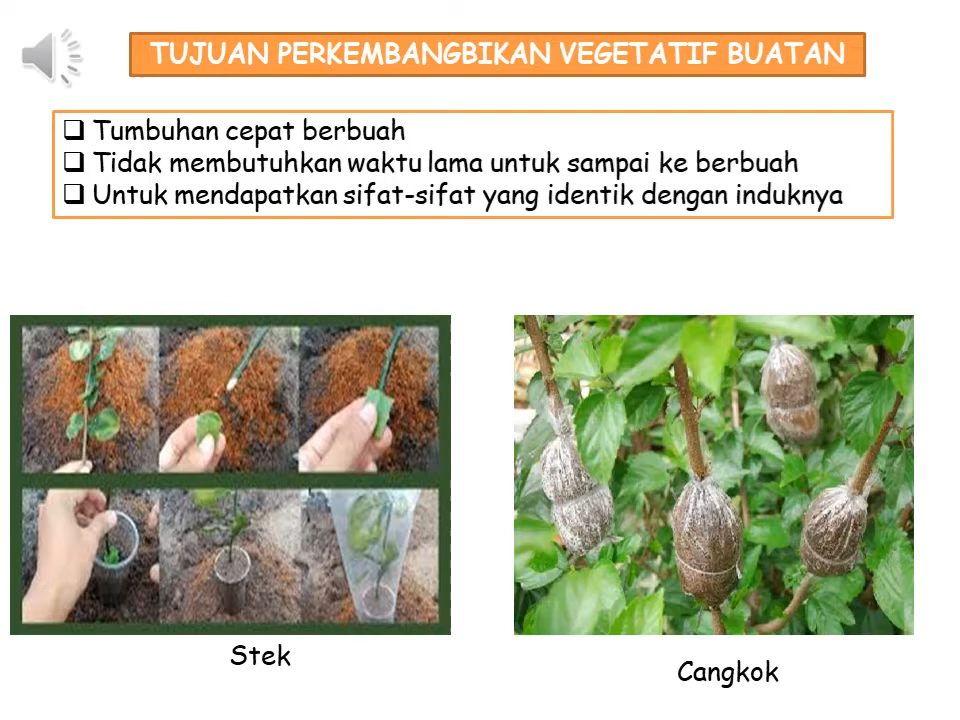 TUJUAN PERKEMBANGBIKAN VEGETATIF BUATAN
Tumbuhan cepat berbuah
Tidak membutuhkan waktu lama untuk sampai ke berbuah
Untuk mendapatkan sifat-sifat yang identik dengan induknya
Stek
Cangkok